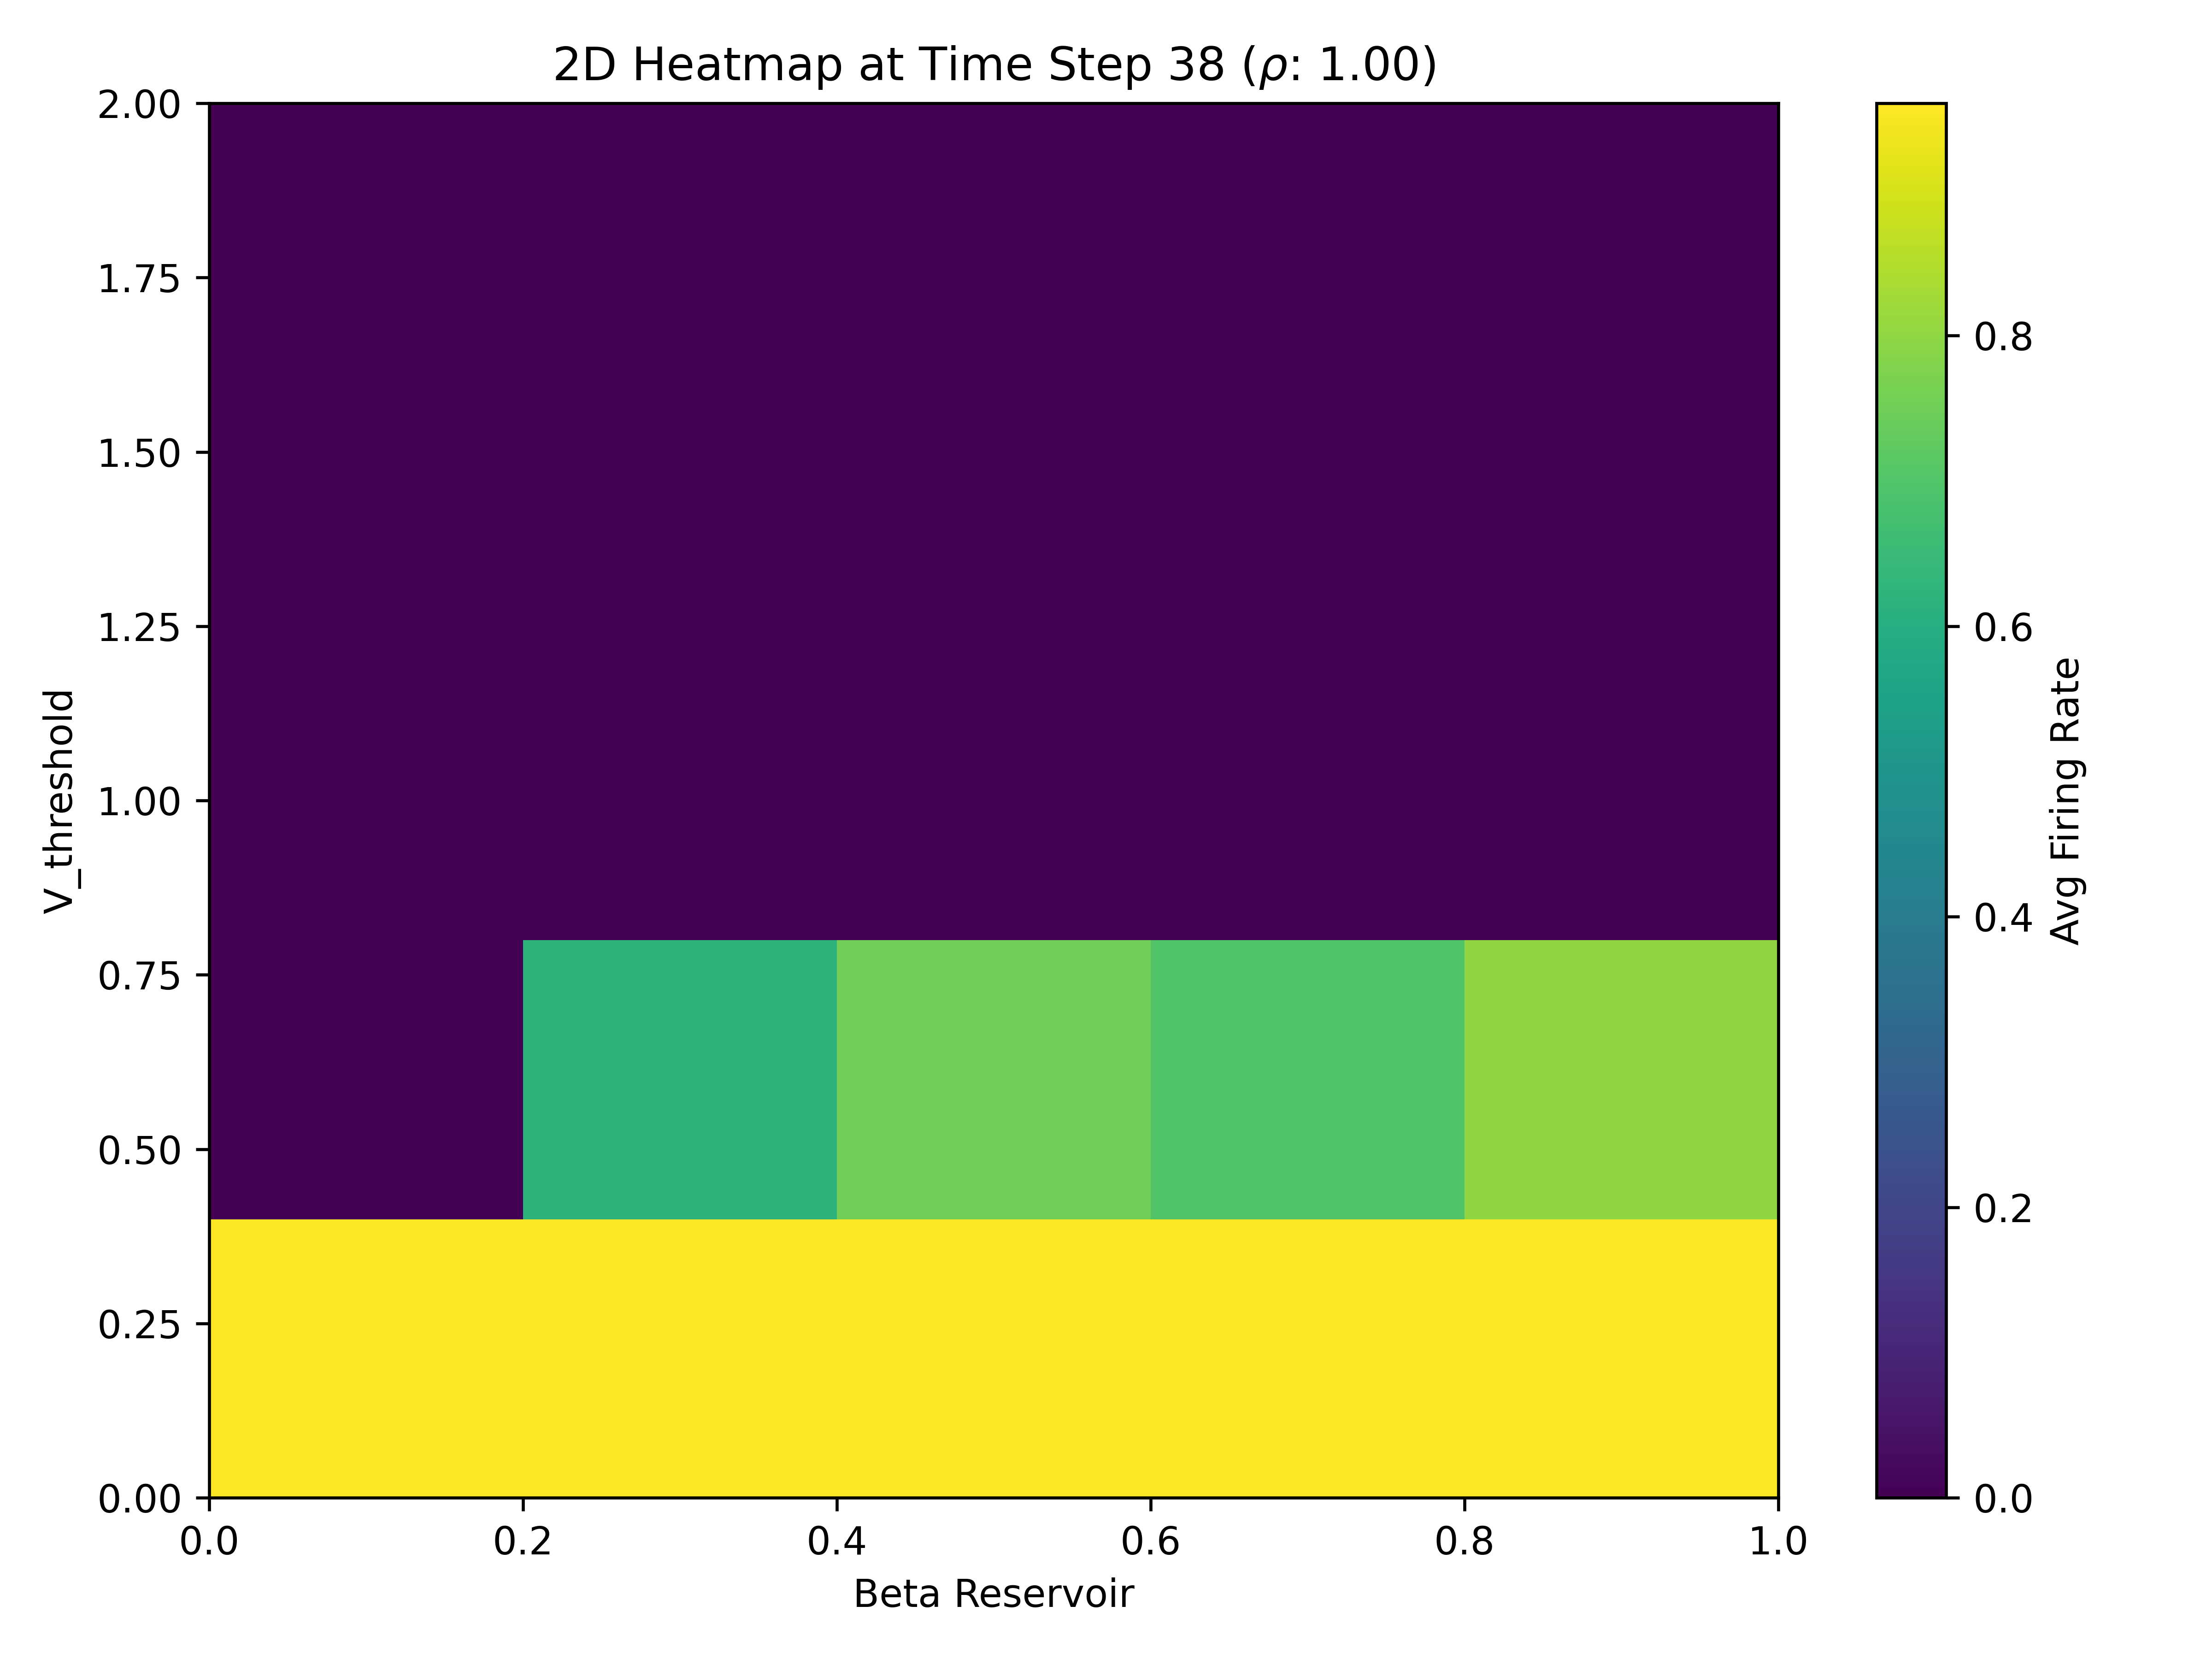 2D Heatmap at Time Step 38 (ρ: 1.00)
2.00
1.75
1.50
1.25
1.00
0.75
0.50
0.25
0.00
V_threshold
0.0 0.2 0.4 0.6 0.8 1.0
Beta Reservoir
0.8
0.6
0.4
0.2
0.0
Avg Firing Rate